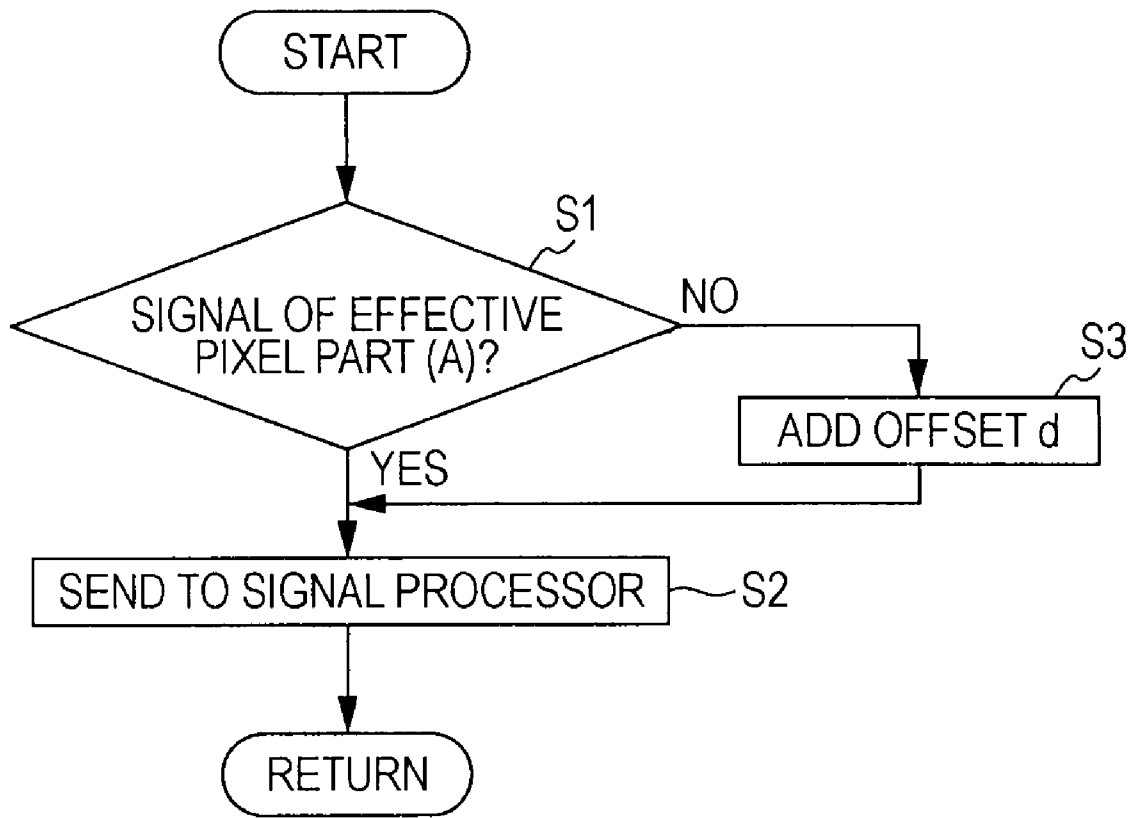 START
S1
SIGNAL OF EFFECTIVE
PIXEL PART (A)?
NO
S3
ADD OFFSET d
YES
SEND TO SIGNAL PROCESSOR
S2
RETURN